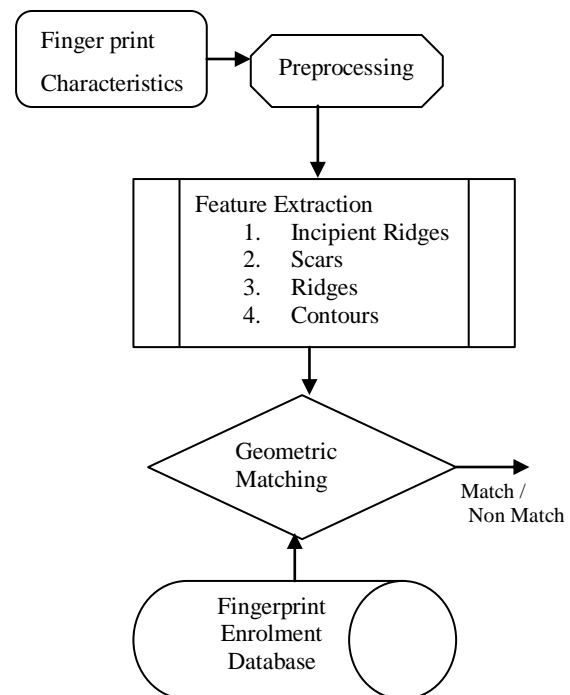 Finger print
Characteristics
Preprocessing
Feature Extraction
1. Incipient Ridges
2. Scars
3. Ridges
4. Contours
Geometric
Matching
Match /
Non Match
Fingerprint
Enrolment
Database